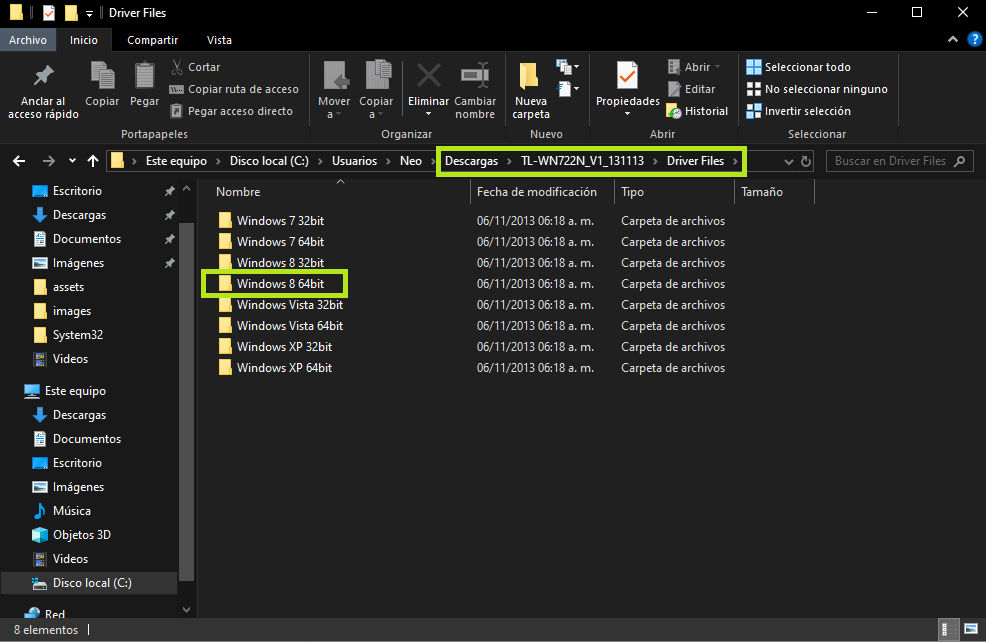 Driver Files
Archivo Inicio Compartir Vista
Anclar al acceso rápido
Copiar
Pegar
Cortar
Copiar ruta de acceso
Pegar acceso directo
Portapapeles
Mover a
Copiar a
Eliminar
Cambiar nombre
Organizar
Nueva carpeta
Nuevo
Propiedades
Abrir
Editar
Historial
Abrir
Seleccionar todo
No seleccionar ninguno
Invertir selección
Seleccionar
Este equipo Disco local (C:) Usuarios Neo Descargas TL-WN722N_V1_131113 Driver Files
Buscar en Driver Files
Escritorio
Descargas
Documentos
Imágenes
assets
images
System32
Videos
Este equipo
Descargas
Documentos
Escritorio
Imágenes
Música
Objetos 3D
Videos
Disco local (C:)
Red
Nombre Fecha de modificación Tipo Tamaño
Windows 7 32bit 06/11/2013 06:18 a. m. Carpeta de archivos
Windows 7 64bit 06/11/2013 06:18 a. m. Carpeta de archivos
Windows 8 32bit 06/11/2013 06:18 a. m. Carpeta de archivos
Windows 8 64bit 06/11/2013 06:18 a. m. Carpeta de archivos
Windows Vista 32bit 06/11/2013 06:18 a. m. Carpeta de archivos
Windows Vista 64bit 06/11/2013 06:18 a. m. Carpeta de archivos
Windows XP 32bit 06/11/2013 06:18 a. m. Carpeta de archivos
Windows XP 64bit 06/11/2013 06:18 a. m. Carpeta de archivos
8 elementos